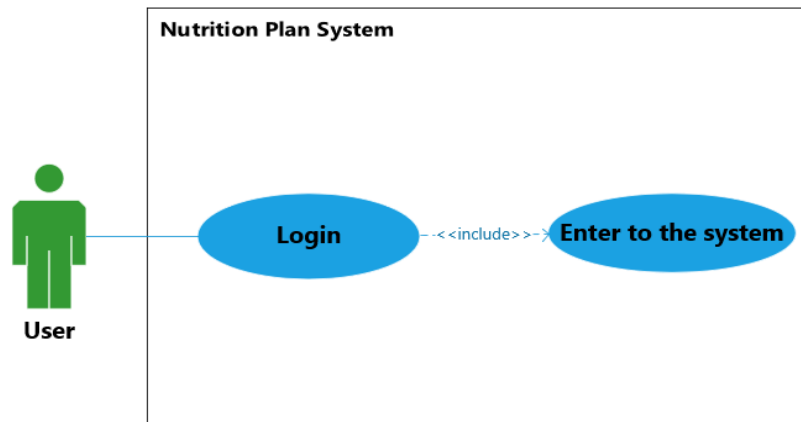 Nutrition Plan System
Login
<<include>>
Enter to the system
User